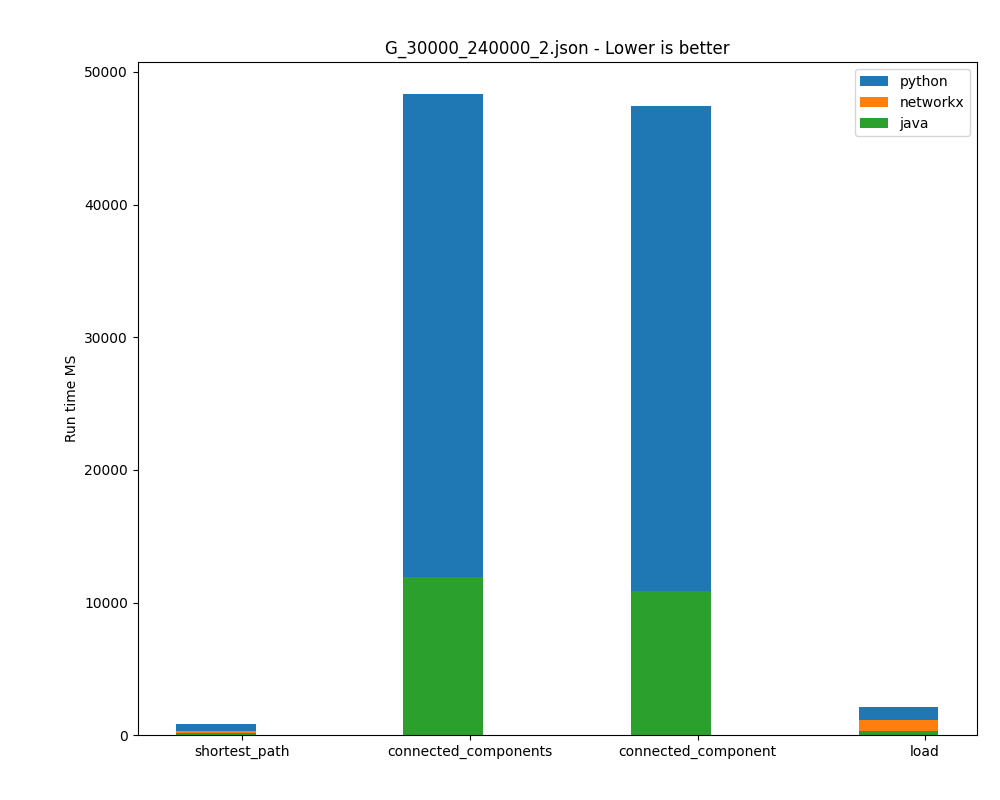 G_30000_240000_2.json - Lower is better
python
networkx
java
50000
40000
30000
20000
10000
0
Run time MS
shortest_path
connected_components
connected_component
load